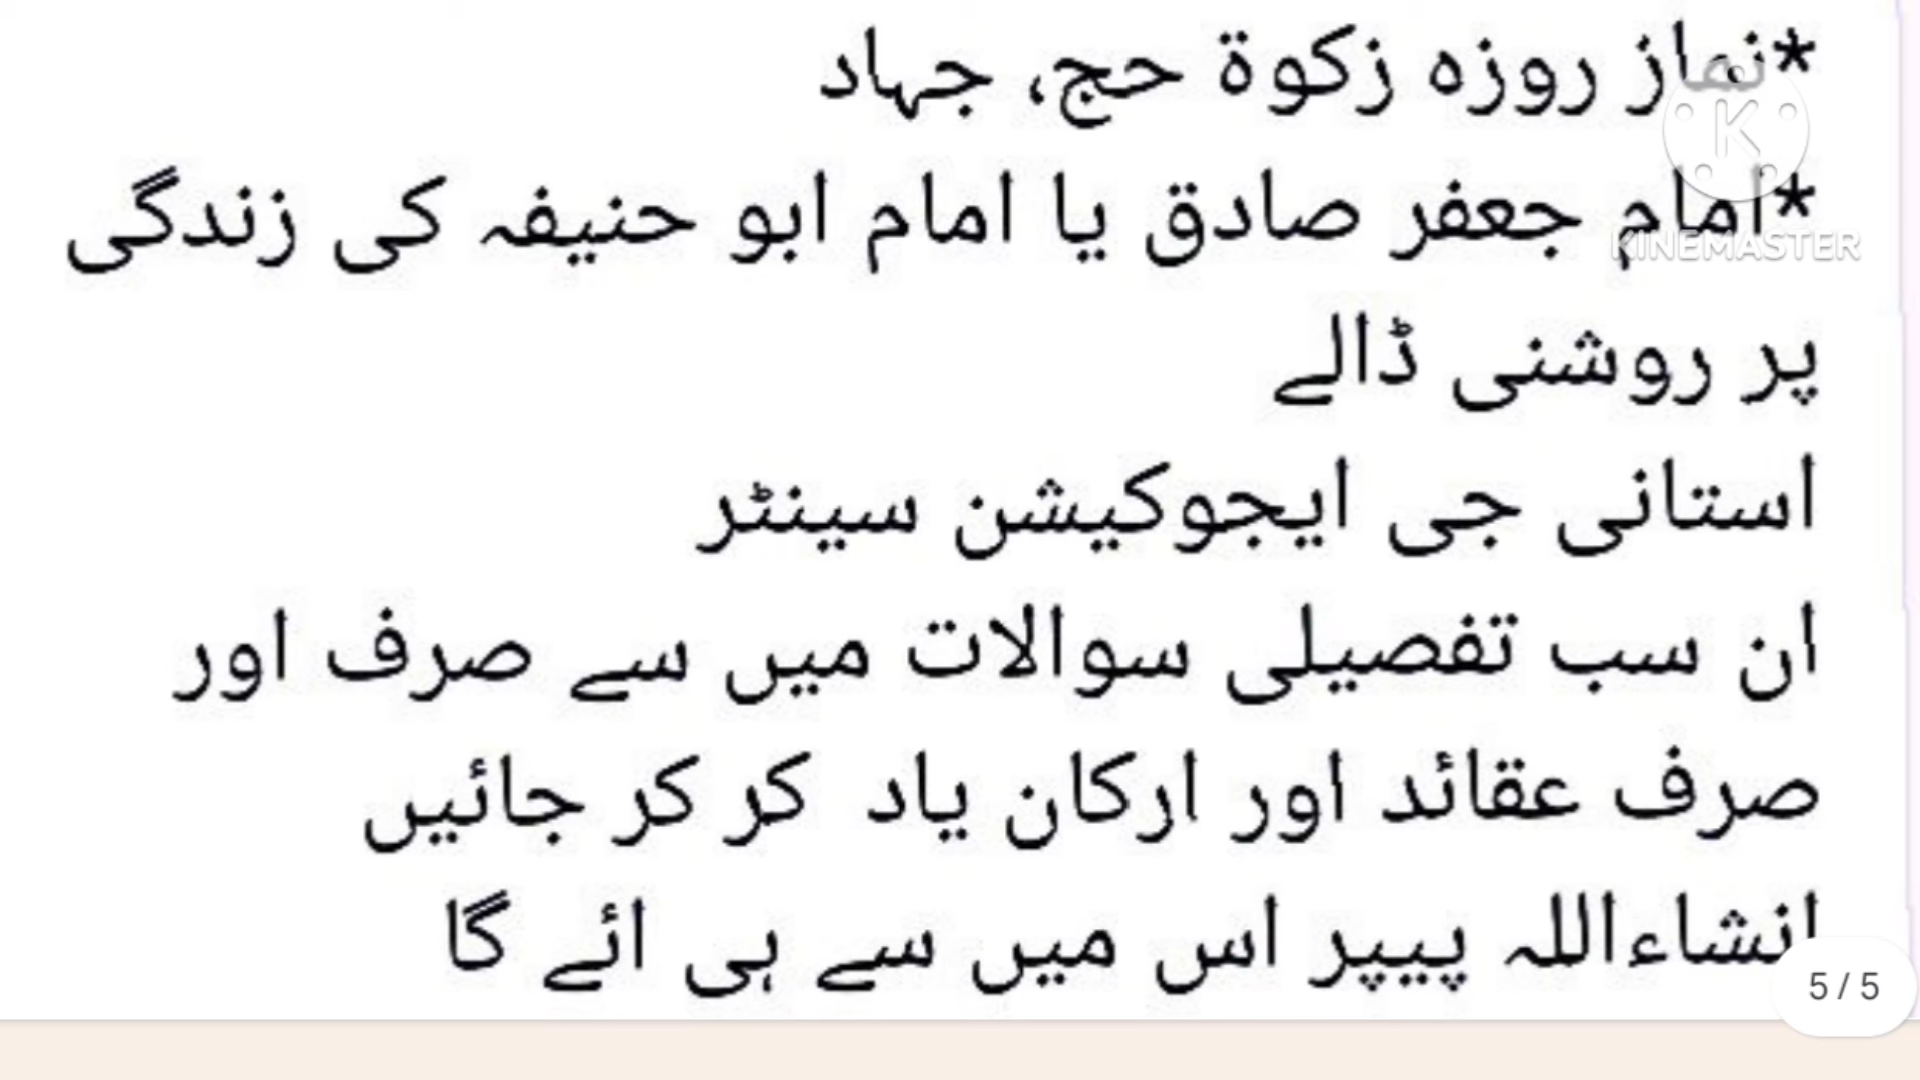 *نماز روزہ زکوۃ حج، جہاد
*امام جعفر صادق یا امام ابو حنیفہ کی زندگی
پر روشنی ڈالے
استانی جی ایجوکیشن سینٹر
ان سب تفصیلی سوالات میں سے صرف اور
صرف عقائد اور ارکان یاد کر کر جائیں
انشاءاللہ پیپر اس میں سے ہی ائے گا
K
KINEMASTER
5 / 5